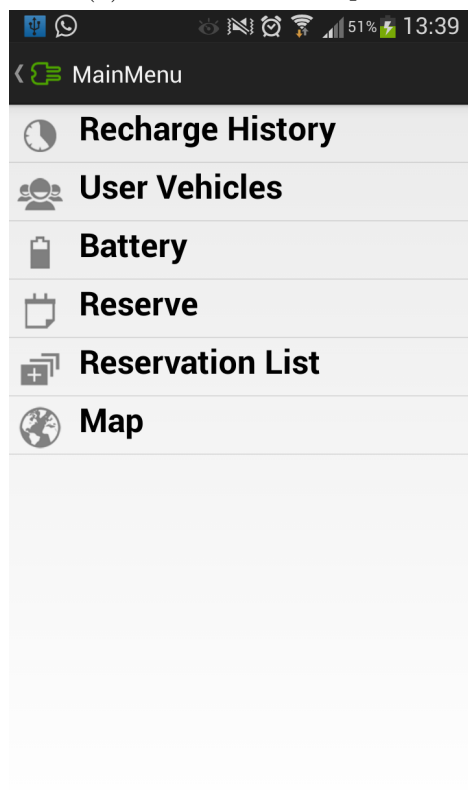 51% 13:39
MainMenu
Recharge History
User Vehicles
Battery
Reserve
Reservation List
Map